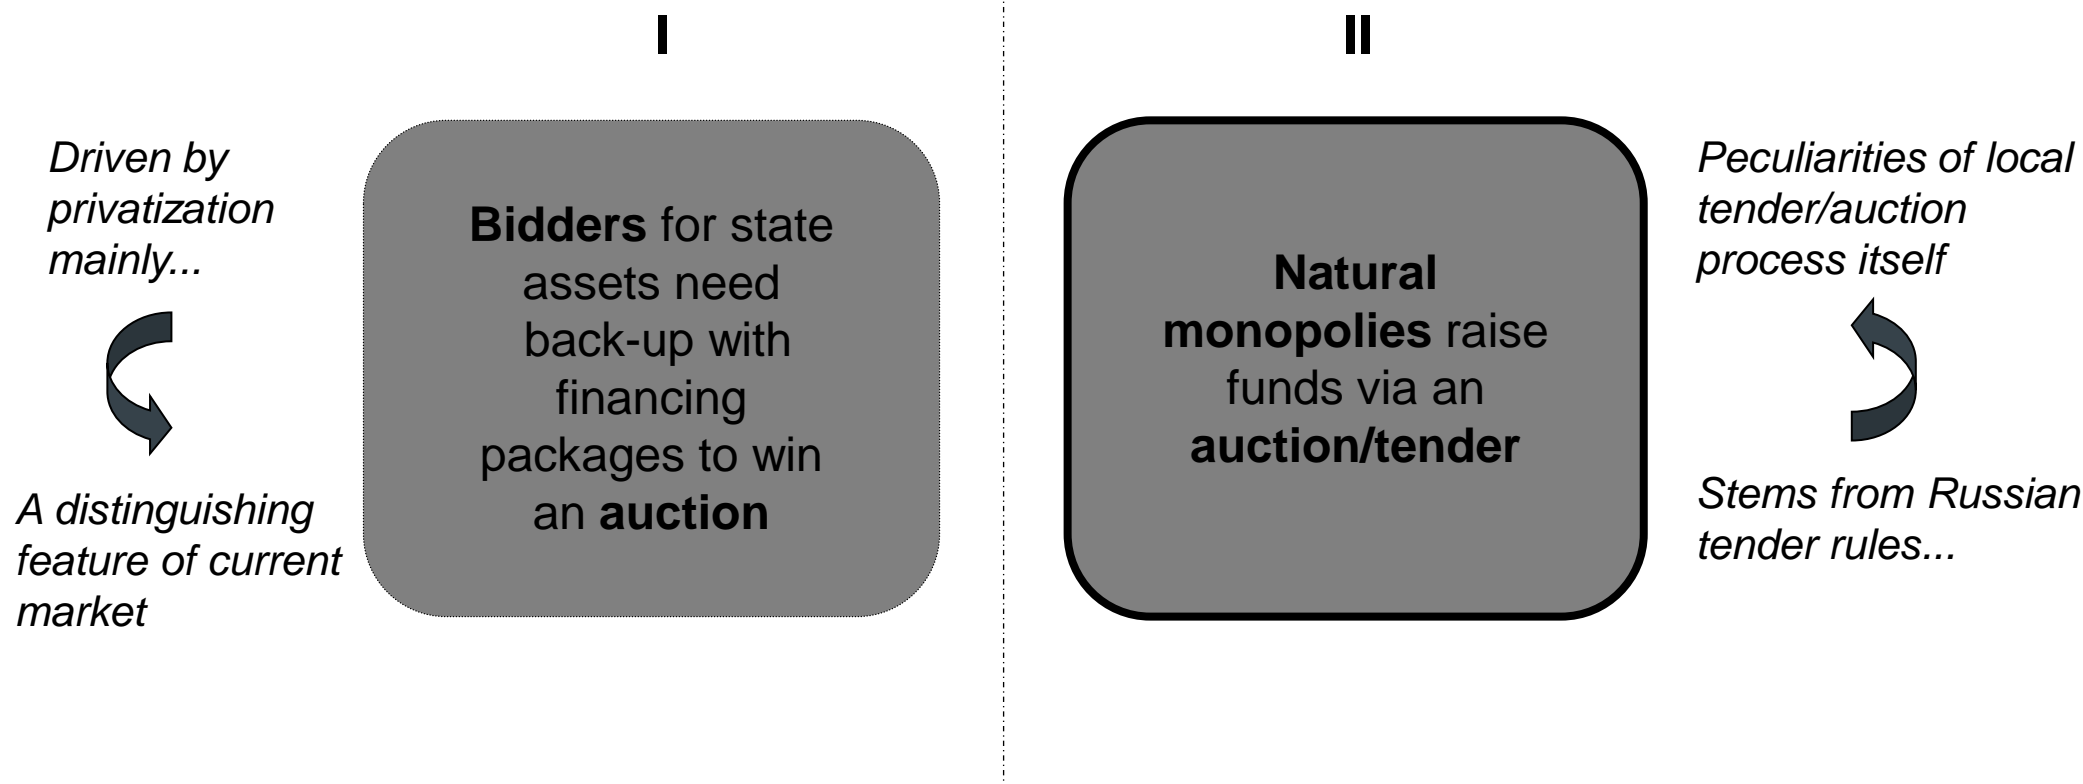 I
Driven by
privatization
mainly...
A distinguishing
feature of current
market
Bidders for state
assets need
back-up with
financing
packages to win
an auction
II
Natural
monopolies raise
funds via an
auction/tender
Peculiarities of local
tender/auction
process itself
Stems from Russian
tender rules...